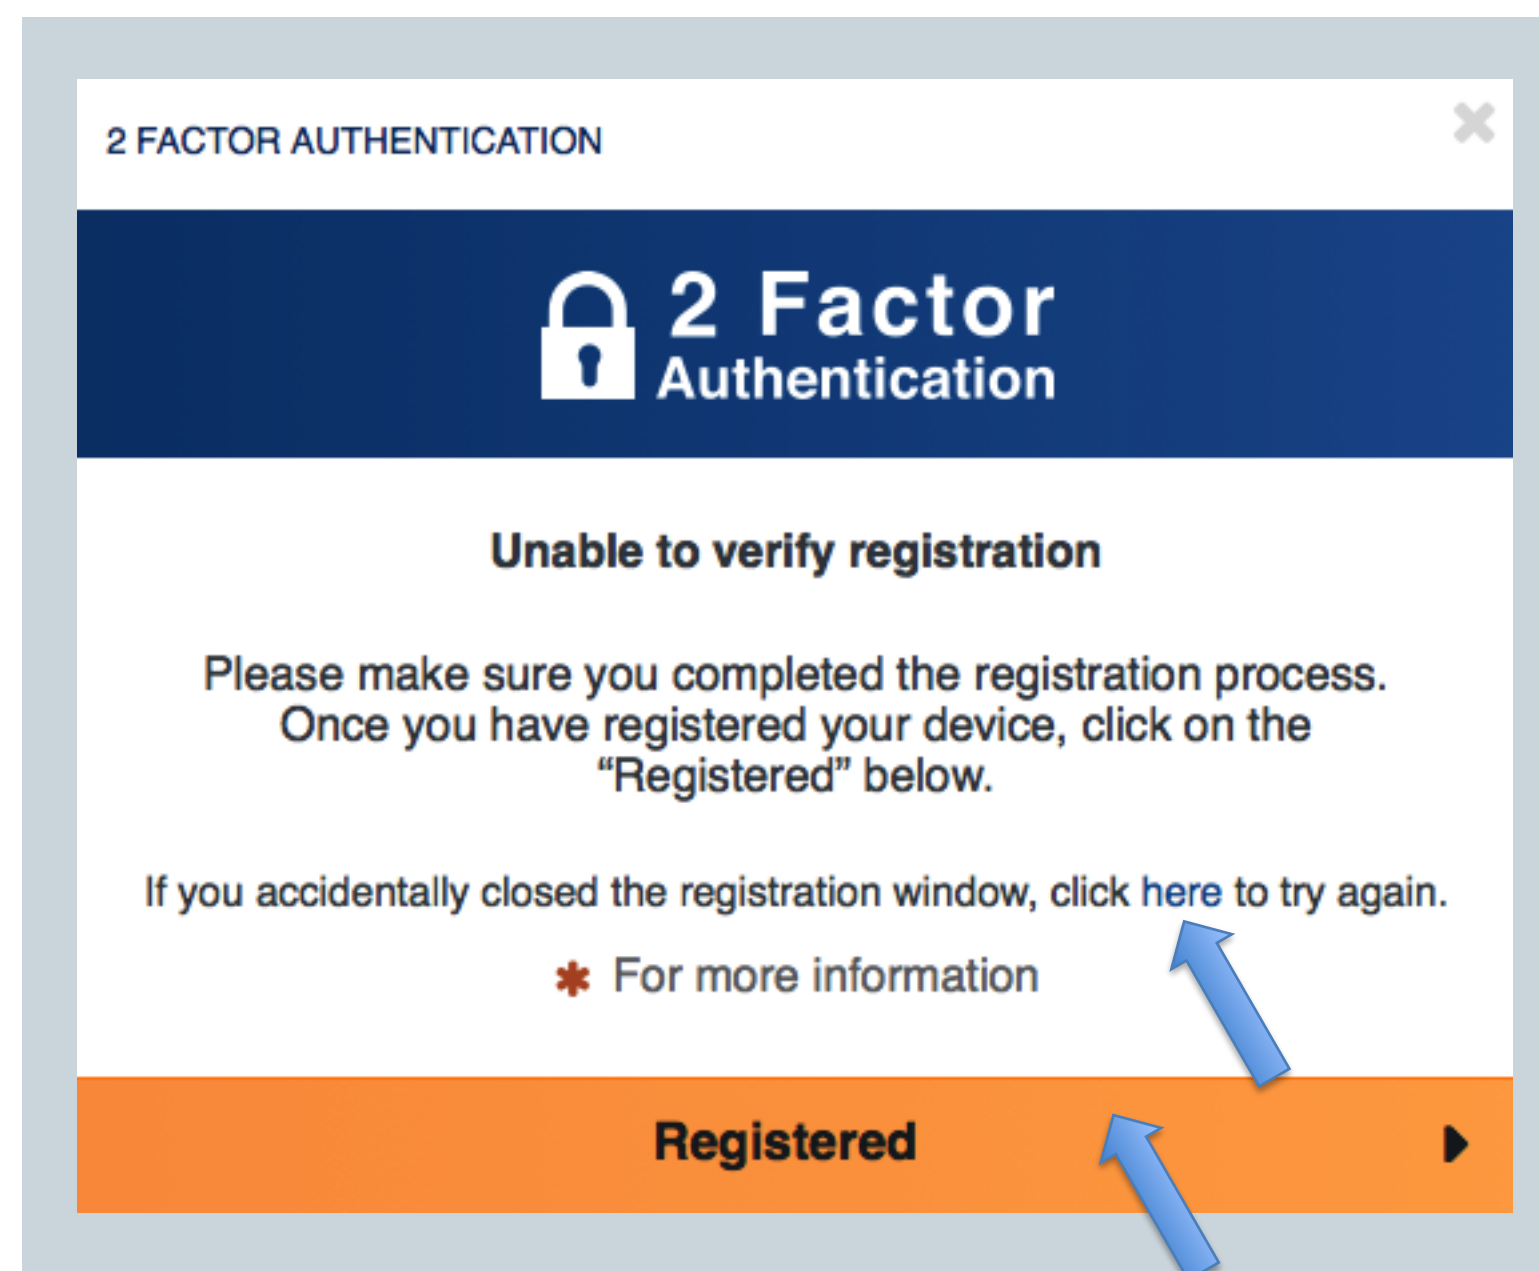 2 FACTOR AUTHENTICATION
2 Factor
Authentication
Unable to verify registration
Please make sure you completed the registration process.
Once you have registered your device, click on the
“Registered” below.
If you accidentally closed the registration window, click here to try again.
✱ For more information
Registered